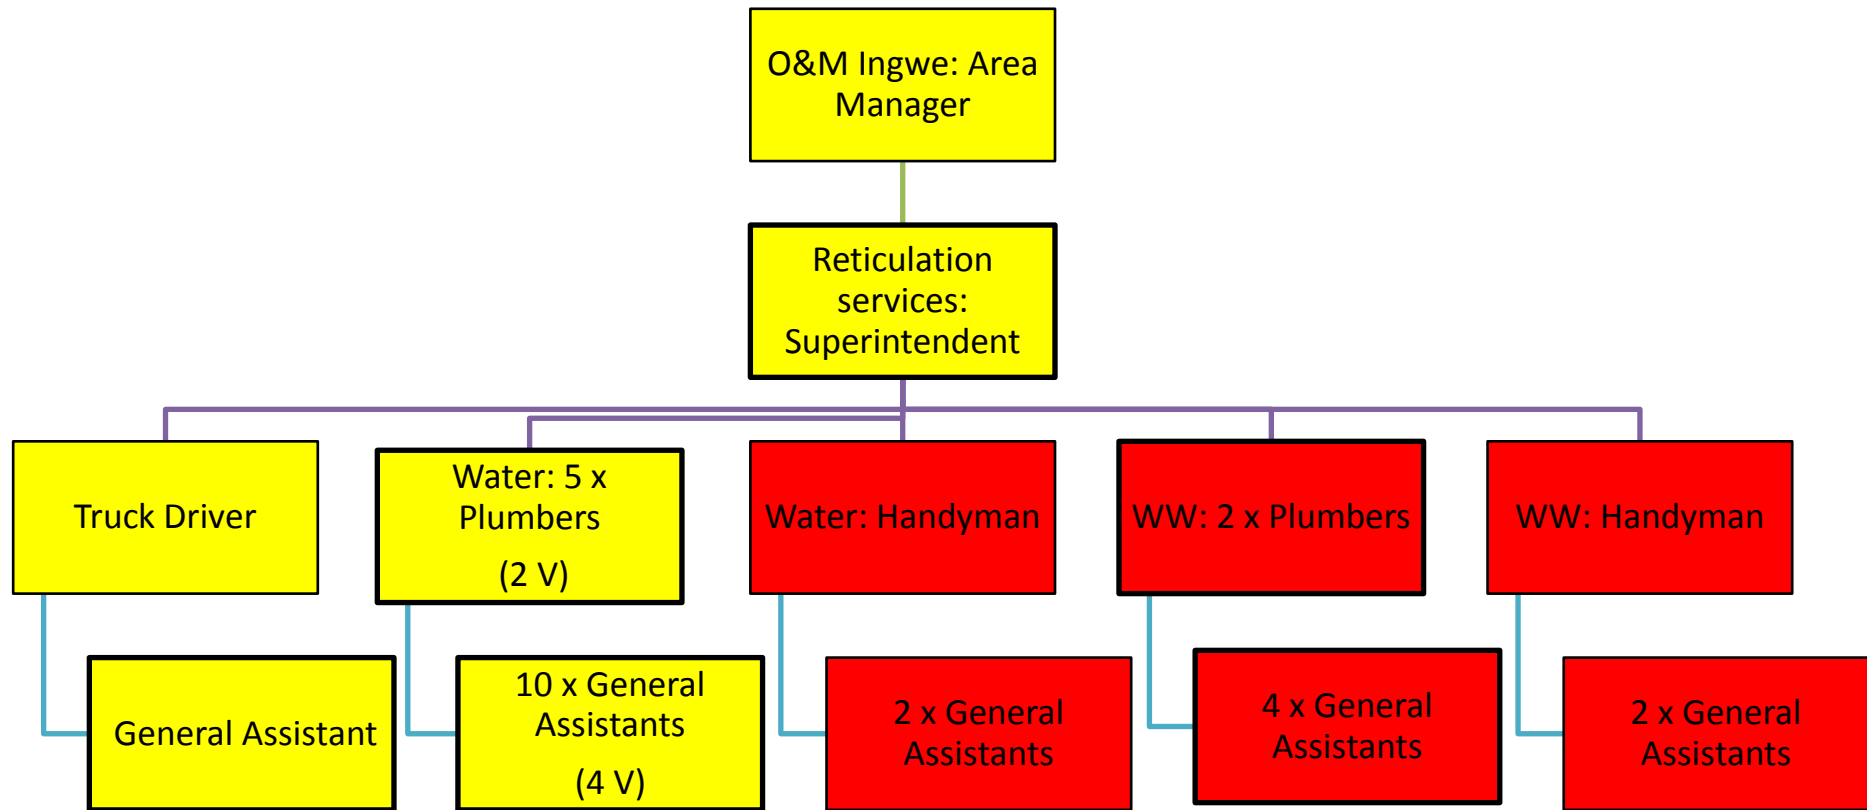 O&M Ingwe: Area
Manager
Reticulation
services:
Superintendent
Truck Driver
Water: 5 x
Plumbers
(2 V)
Water: Handyman
WW: 2 x Plumbers
WW: Handyman
General Assistant
10 x General
Assistants
(4 V)
2 x General
Assistants
4 x General
Assistants
2 x General
Assistants